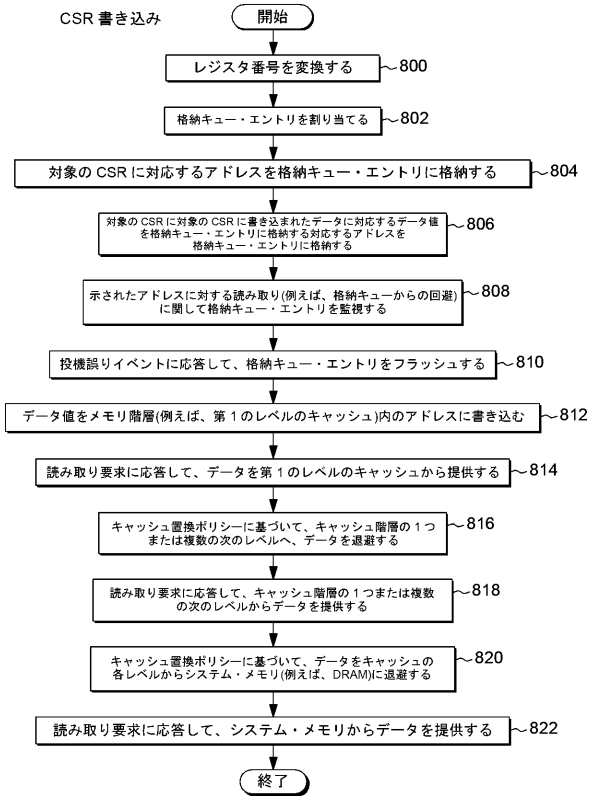 CSR 書き込み
開始
レジスタ番号を変換する
800
格納キュー・エントリを割り当てる
802
対象の CSR に対応するアドレスを格納キュー・エントリに格納する
804
対象のCSRに対象のCSRに書き込まれたデータに対応するデータ値
を格納キュー・エントリに格納する対応するアドレスを
格納キュー・エントリに格納する
806
示されたアドレスに対する読み取り(例えば、格納キューからの回避)
に関して格納キュー・エントリを監視する
808
投機誤りイベントに応答して、格納キュー・エントリをフラッシュする
810
データ値をメモリ階層(例えば、第1のレベルのキャッシュ)内のアドレスに書き込む
812
読み取り要求に応答して、データを第1のレベルのキャッシュから提供する
814
キャッシュ置換ポリシーに基づいて、キャッシュ階層の1つ
または複数の次のレベルへ、データを退避する
816
読み取り要求に応答して、キャッシュ階層の1つまたは複数
の次のレベルからデータを提供する
818
キャッシュ置換ポリシーに基づいて、データをキャッシュの
各レベルからシステム・メモリ(例えば、DRAM)に退避する
820
読み取り要求に応答して、システム・メモリからデータを提供する
822
終了